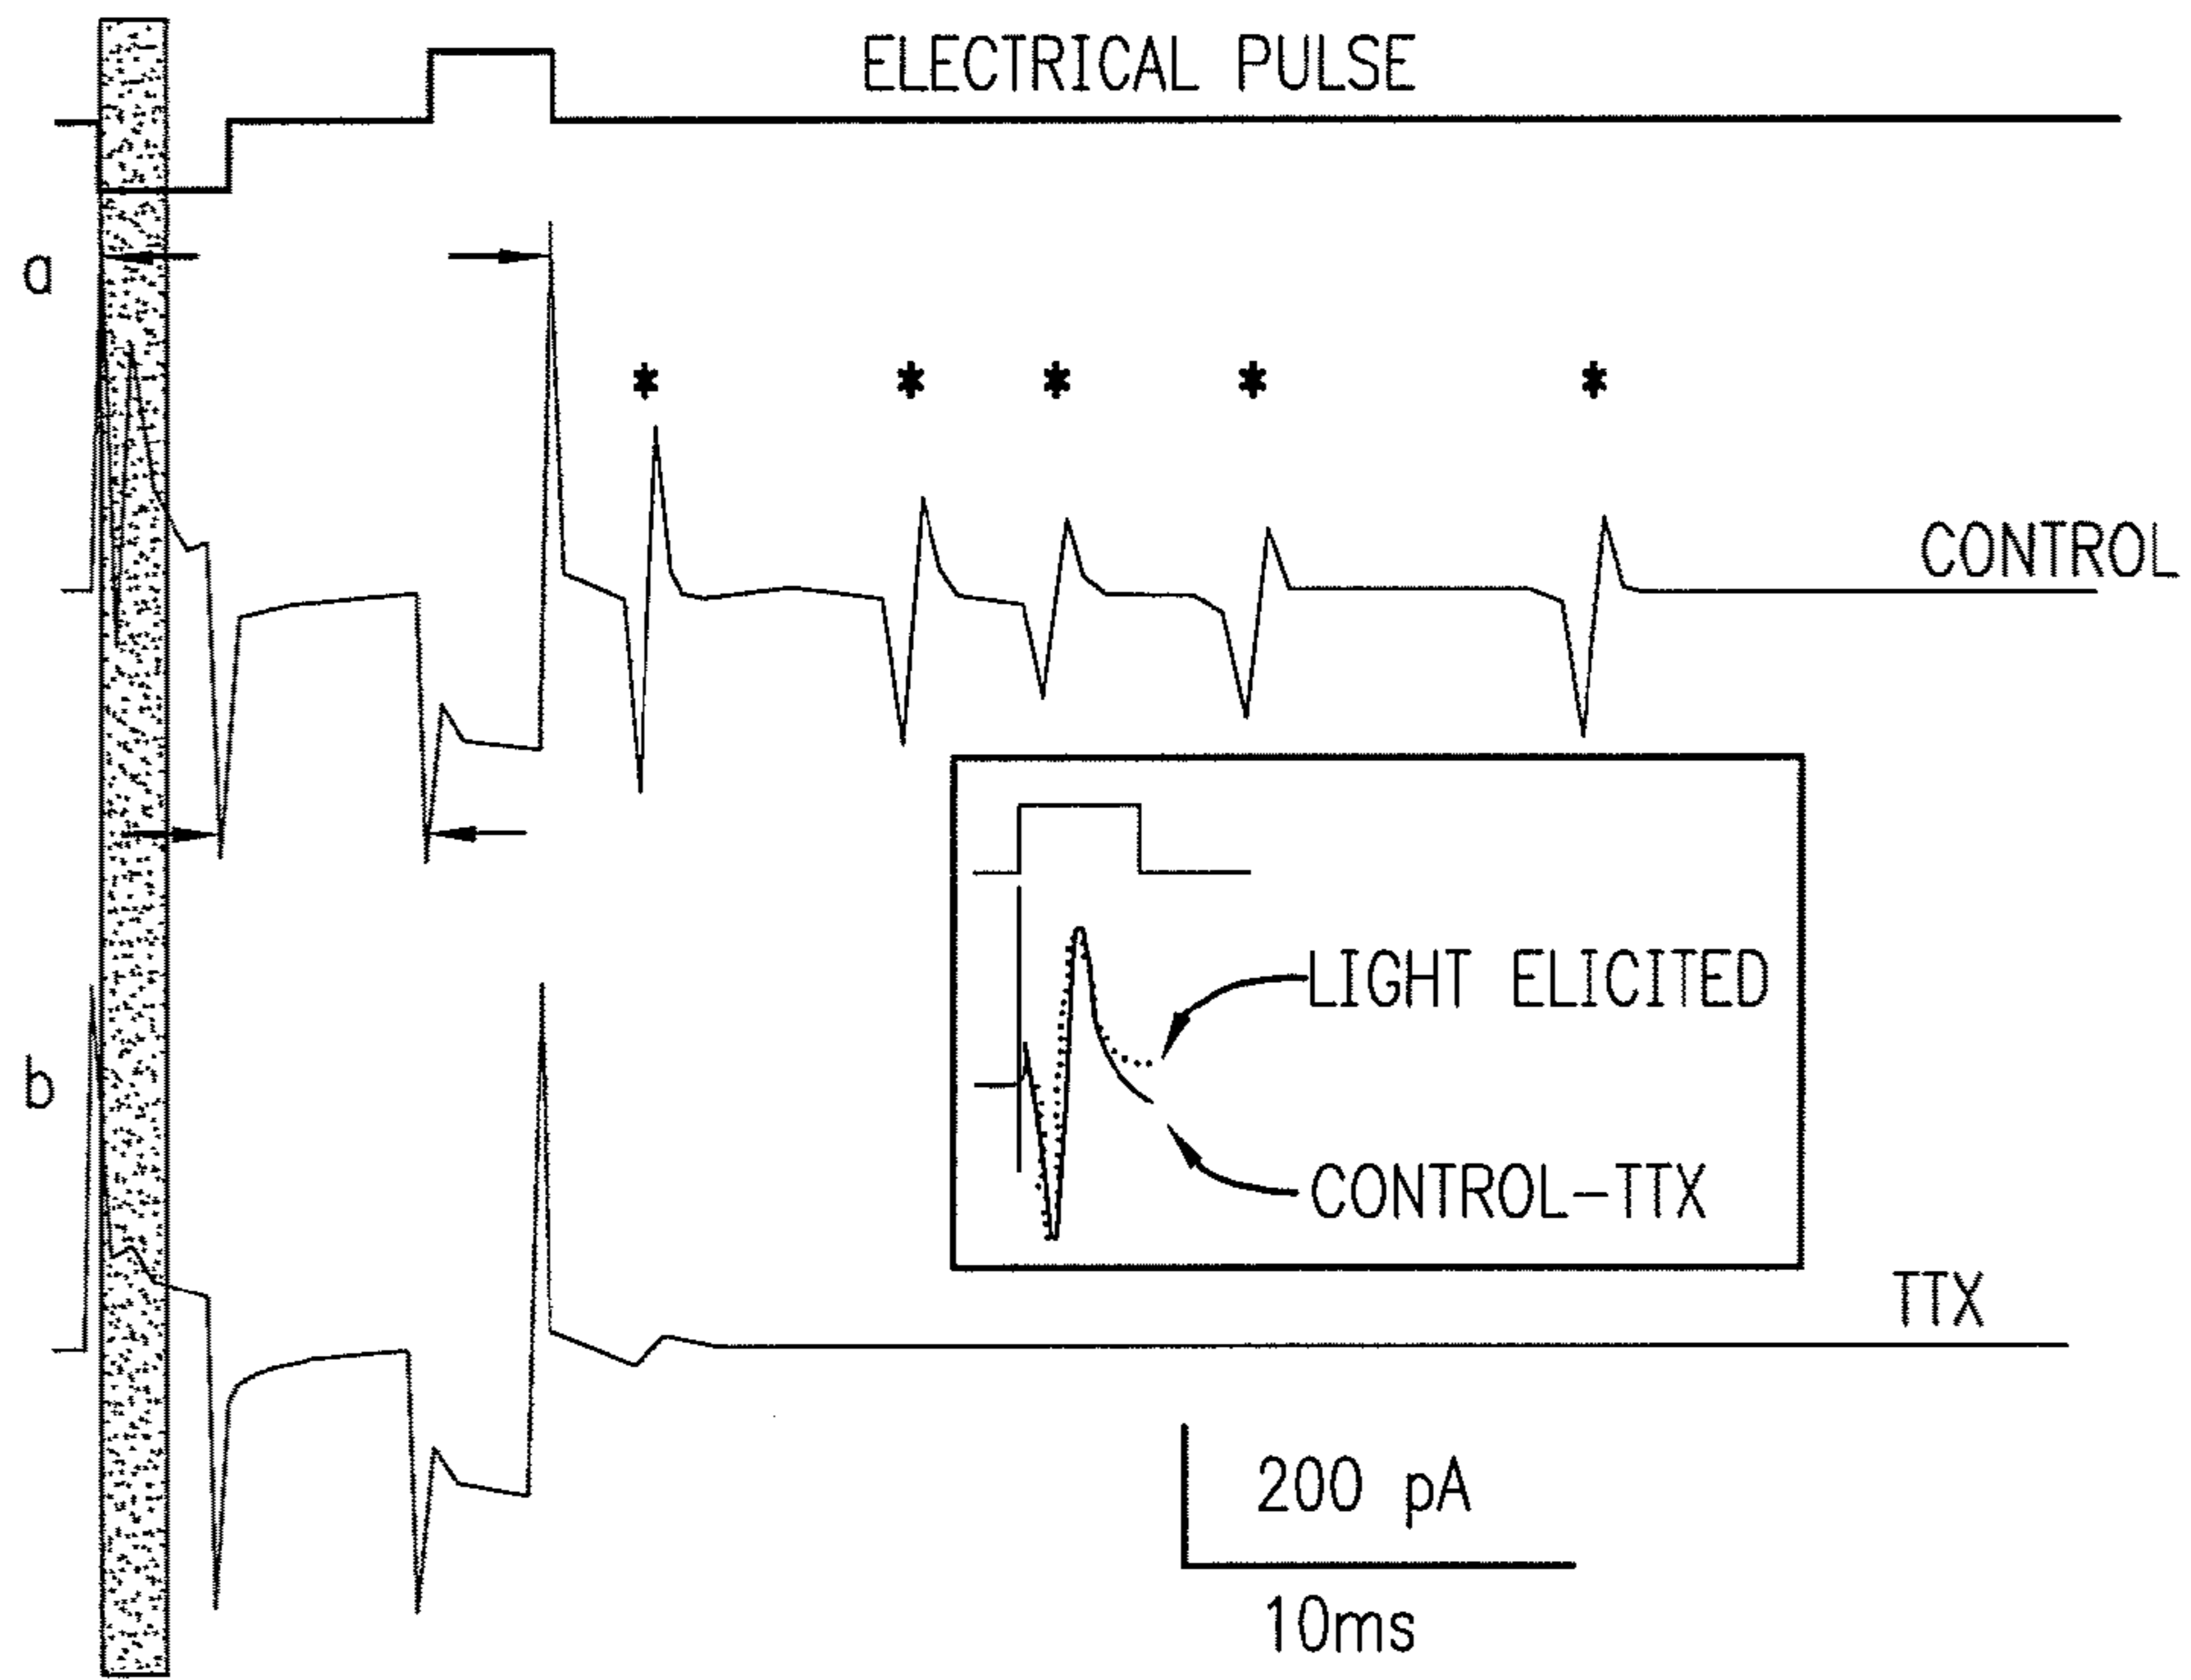 ELECTRICAL PULSE
a
* * * * *
CONTROL
LIGHT ELICITED
b
CONTROL-TTX
TTX
200 pA
10ms